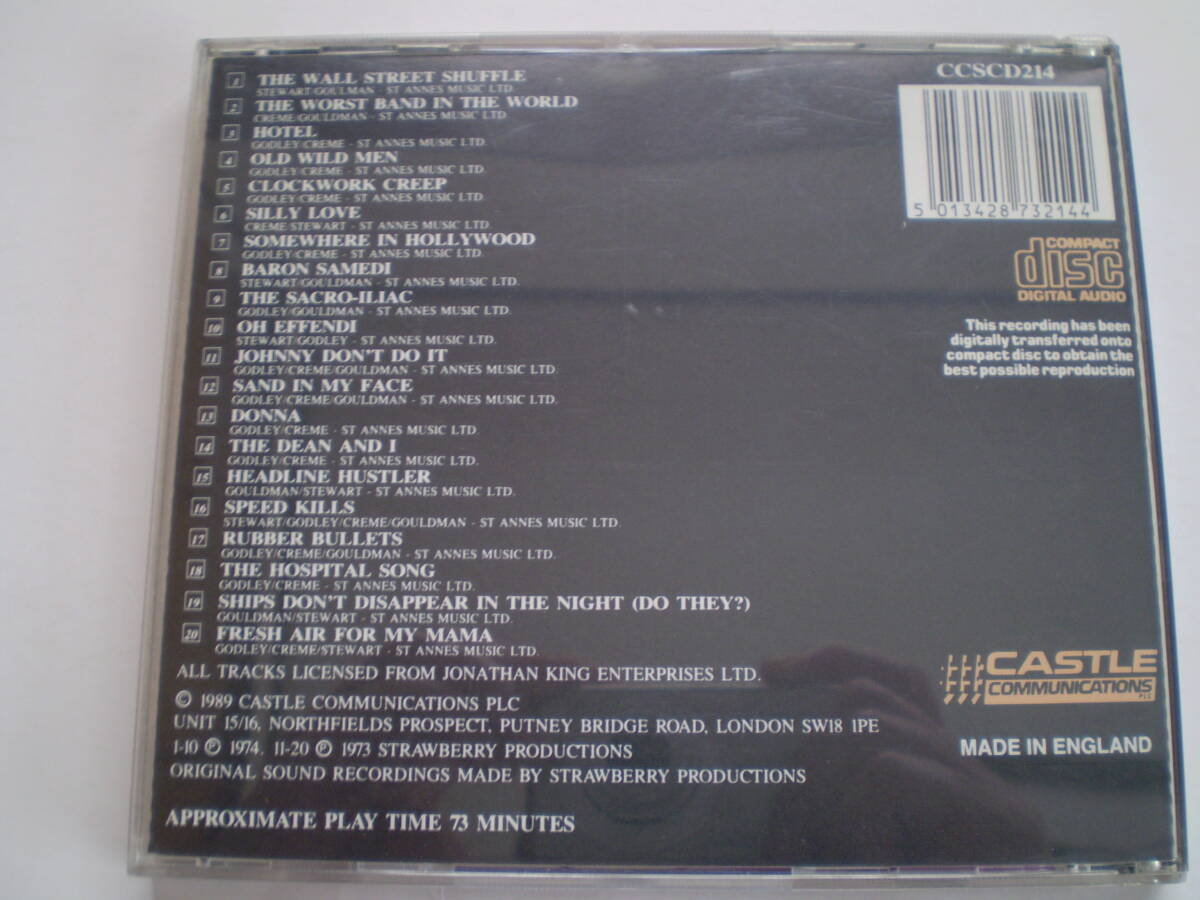 1 THE WALL STREET SHUFFLE
STEWART/GOULMAN - ST ANNES MUSIC LTD.
2 THE WORST BAND IN THE WORLD
CREME/GOULDMAN - ST ANNES MUSIC LTD.
3 HOTEL
GODLEY/CREME - ST ANNES MUSIC LTD.
4 OLD WILD MEN
GODLEY/CREME - ST ANNES MUSIC LTD.
5 CLOCKWORK CREEP
GODLEY/CREME - ST ANNES MUSIC LTD.
6 SILLY LOVE
CREME/STEWART - ST ANNES MUSIC LTD.
7 SOMEWHERE IN HOLLYWOOD
GODLEY/CREME - ST ANNES MUSIC LTD.
8 BARON SAMEDI
STEWART/GOULDMAN - ST ANNES MUSIC LTD.
9 THE SACRO-ILIAC
GODLEY/GOULDMAN - ST ANNES MUSIC LTD.
10 OH EFFENDI
STEWART/GODLEY - ST ANNES MUSIC LTD.
11 JOHNNY DON'T DO IT
GODLEY/CREME/GOULDMAN - ST ANNES MUSIC LTD.
12 SAND IN MY FACE
GODLEY/CREME/GOULDMAN - ST ANNES MUSIC LTD.
13 DONNA
GODLEY/CREME - ST ANNES MUSIC LTD.
14 THE DEAN AND I
GODLEY/CREME - ST ANNES MUSIC LTD.
15 HEADLINE HUSTLER
GOULDMAN/STEWART - ST ANNES MUSIC LTD.
16 SPEED KILLS
STEWART/GODLEY/CREME/GOULDMAN - ST ANNES MUSIC LTD.
17 RUBBER BULLETS
GODLEY/CREME/GOULDMAN - ST ANNES MUSIC LTD.
18 THE HOSPITAL SONG
GODLEY/CREME - ST ANNES MUSIC LTD.
19 SHIPS DON'T DISAPPEAR IN THE NIGHT (DO THEY?)
GOULDMAN/STEWART - ST ANNES MUSIC LTD.
20 FRESH AIR FOR MY MAMA
GODLEY/CREME/STEWART - ST ANNES MUSIC LTD.
ALL TRACKS LICENSED FROM JONATHAN KING ENTERPRISES LTD.
© 1989 CASTLE COMMUNICATIONS PLC
UNIT 15/16, NORTHFIELDS PROSPECT, PUTNEY BRIDGE ROAD, LONDON SW18 1PE
1-10 ℗ 1974, 11-20 ℗ 1973 STRAWBERRY PRODUCTIONS
ORIGINAL SOUND RECORDINGS MADE BY STRAWBERRY PRODUCTIONS
APPROXIMATE PLAY TIME 73 MINUTES
CCSCD214
5 013428 732144
COMPACT
disc
DIGITAL AUDIO
This recording has been
digitally transferred onto
compact disc to obtain the
best possible reproduction
CASTLE
COMMUNICATIONS
PLC
MADE IN ENGLAND